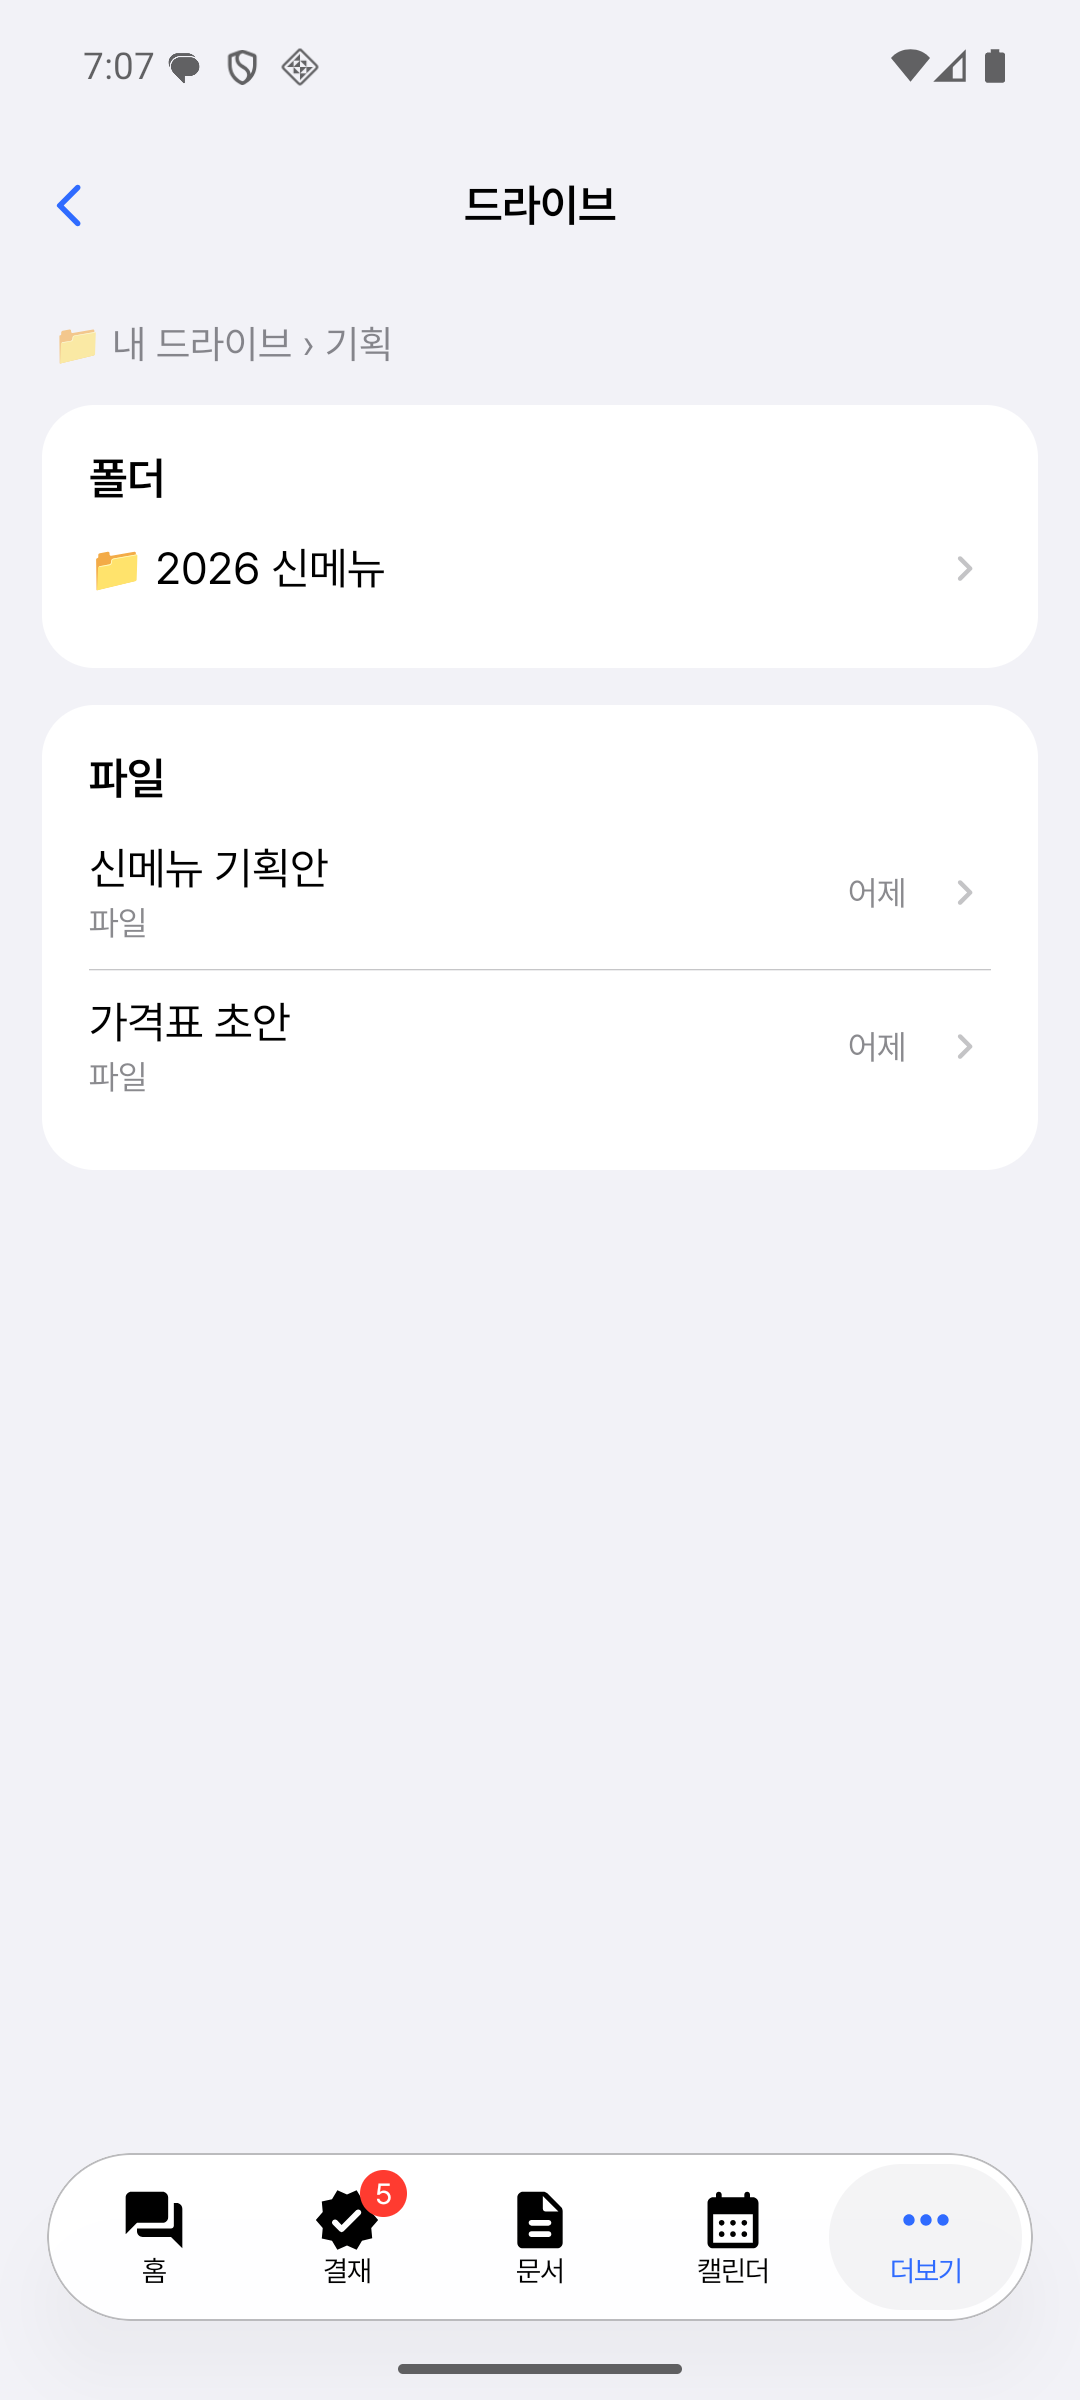 7:07
드라이브
📁 내 드라이브 › 기획
폴더
📁 2026 신메뉴
파일
신메뉴 기획안
파일
어제
가격표 초안
파일
어제
5
홈
결재
문서
캘린더
더보기